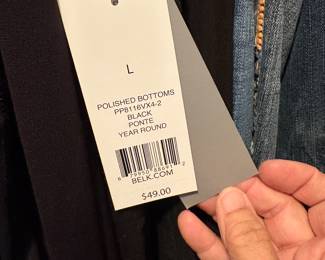 L
POLISHED BOTTOMS
PP8116VX4-2
BLACK
PONTE
YEAR ROUND
BELK.COM
$49.00